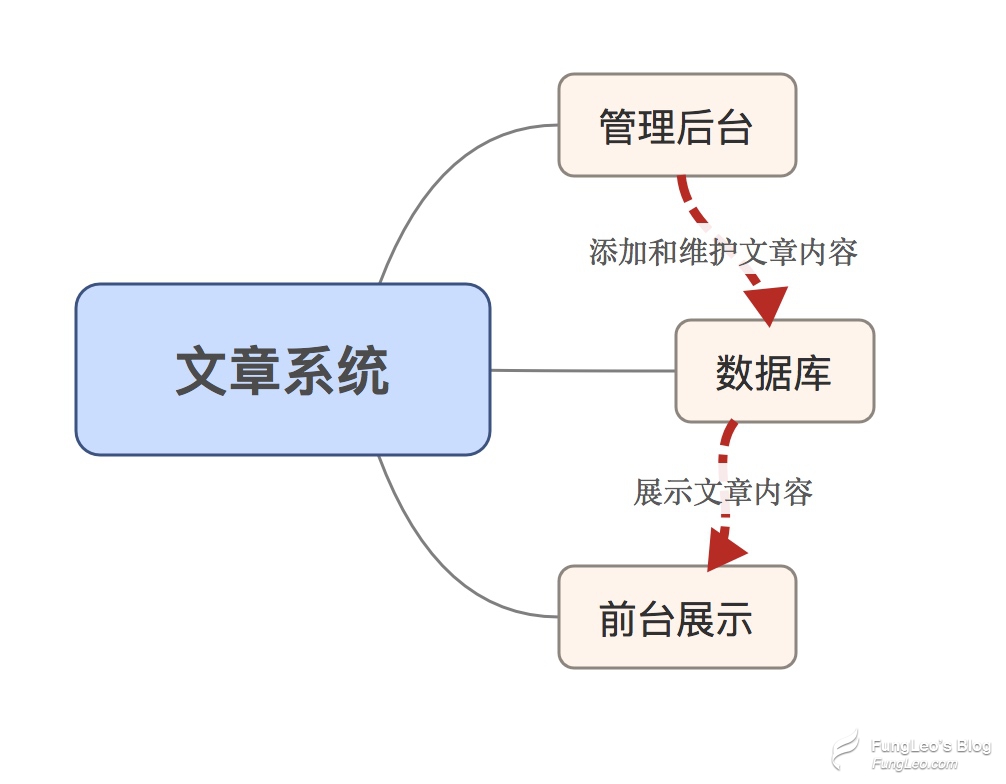 管理后台
添加和维护文章内容
文章系统
数据库
展示文章内容
前台展示
FungLeo's Blog
FungLeo.com